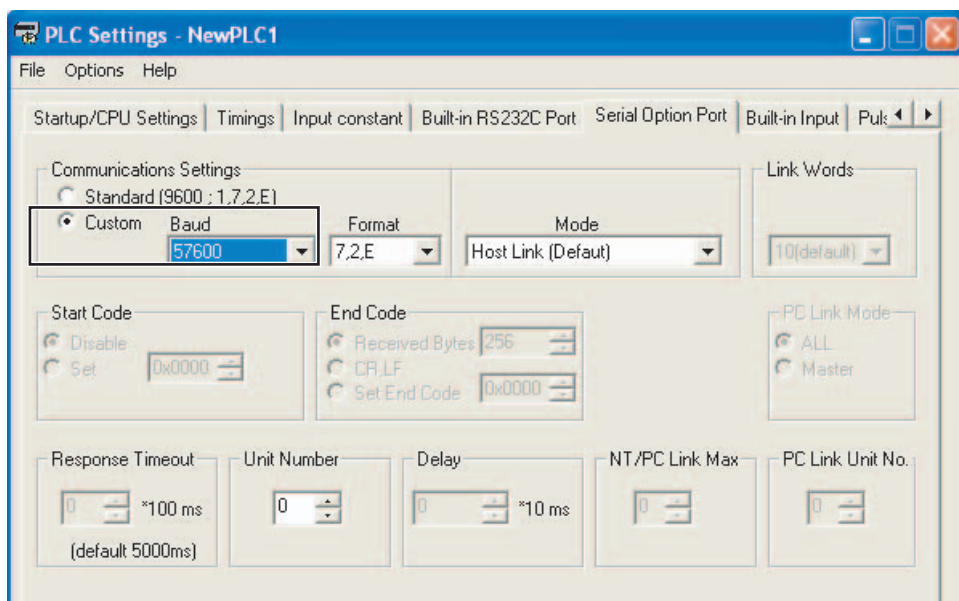 PLC Settings - NewPLC1
File Options Help
Startup/CPU Settings Timings Input constant Built-in RS232C Port Serial Option Port Built-in Input Puls
Communications Settings Link Words
Standard (9600 ; 1,7,2,E)
Custom Baud Format Mode
57600 7,2,E Host Link (Defaut) 10(default)
Start Code End Code PC Link Mode
Disable Received Bytes 256 ALL
Set 0x0000 CR,LF Master
Set End Code 0x0000
Response Timeout Unit Number Delay NT/PC Link Max PC Link Unit No.
0 *100 ms 0 0 *10 ms 0 0
(default 5000ms)